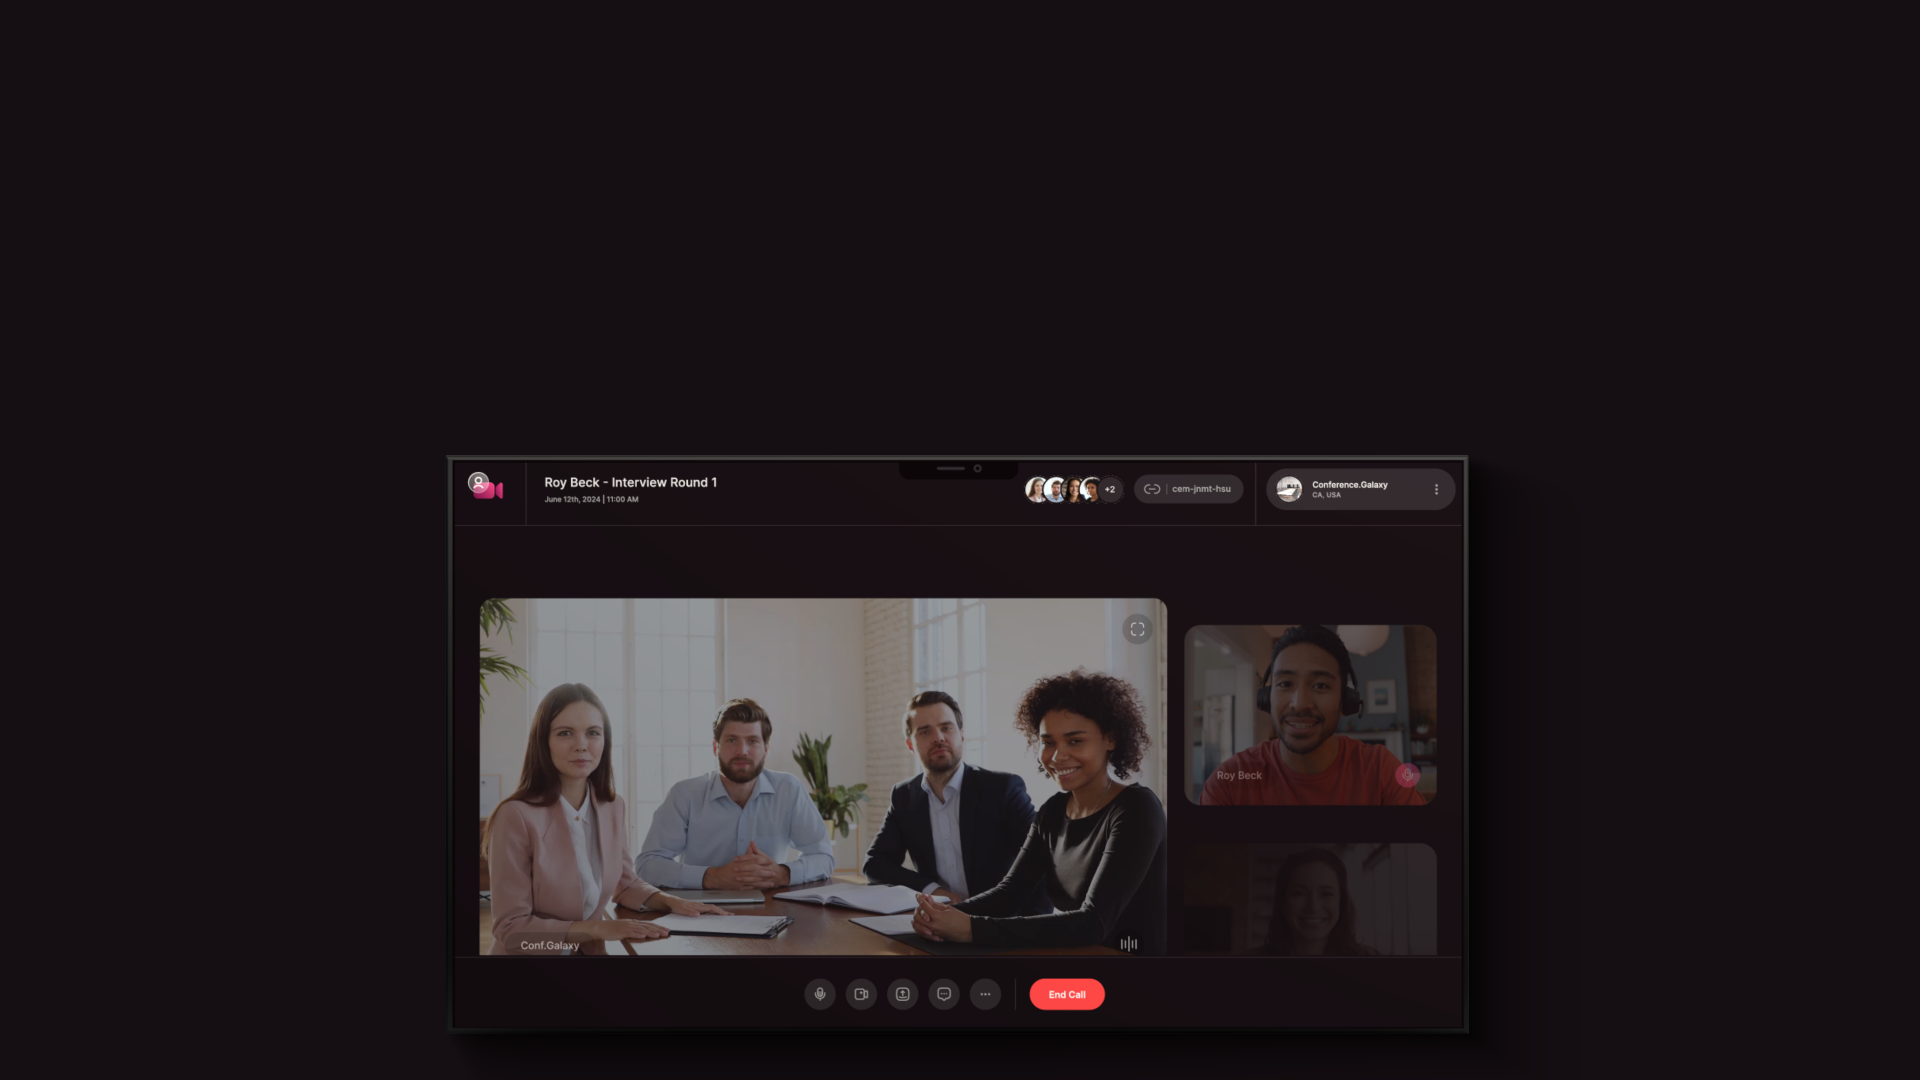 Roy Beck - Interview Round 1
June 12th, 2024 | 11:00 AM
+2
cem-jnmt-hsu
Conference.Galaxy
CA, USA
Roy Beck
Conf.Galaxy
End Call